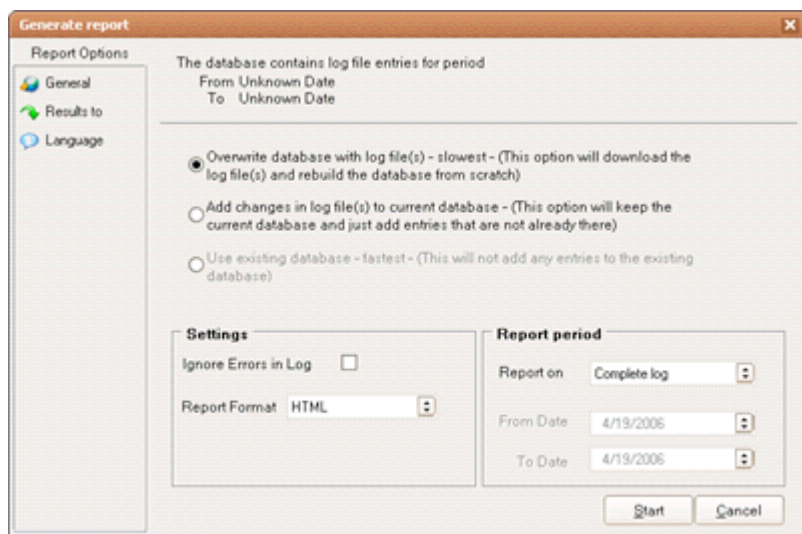 Generate report
Report Options
General
Results to
Language
The database contains log file entries for period
From Unknown Date
To Unknown Date
Overwrite database with log file(s) - slowest - (This option will download the
log file(s) and rebuild the database from scratch)
Add changes in log file(s) to current database - (This option will keep the
current database and just add entries that are not already there)
Use existing database - fastest - (This will not add any entries to the existing
database)
Settings
Ignore Errors in Log
Report Format HTML
Report period
Report on Complete log
From Date 4/19/2006
To Date 4/19/2006
Start Cancel